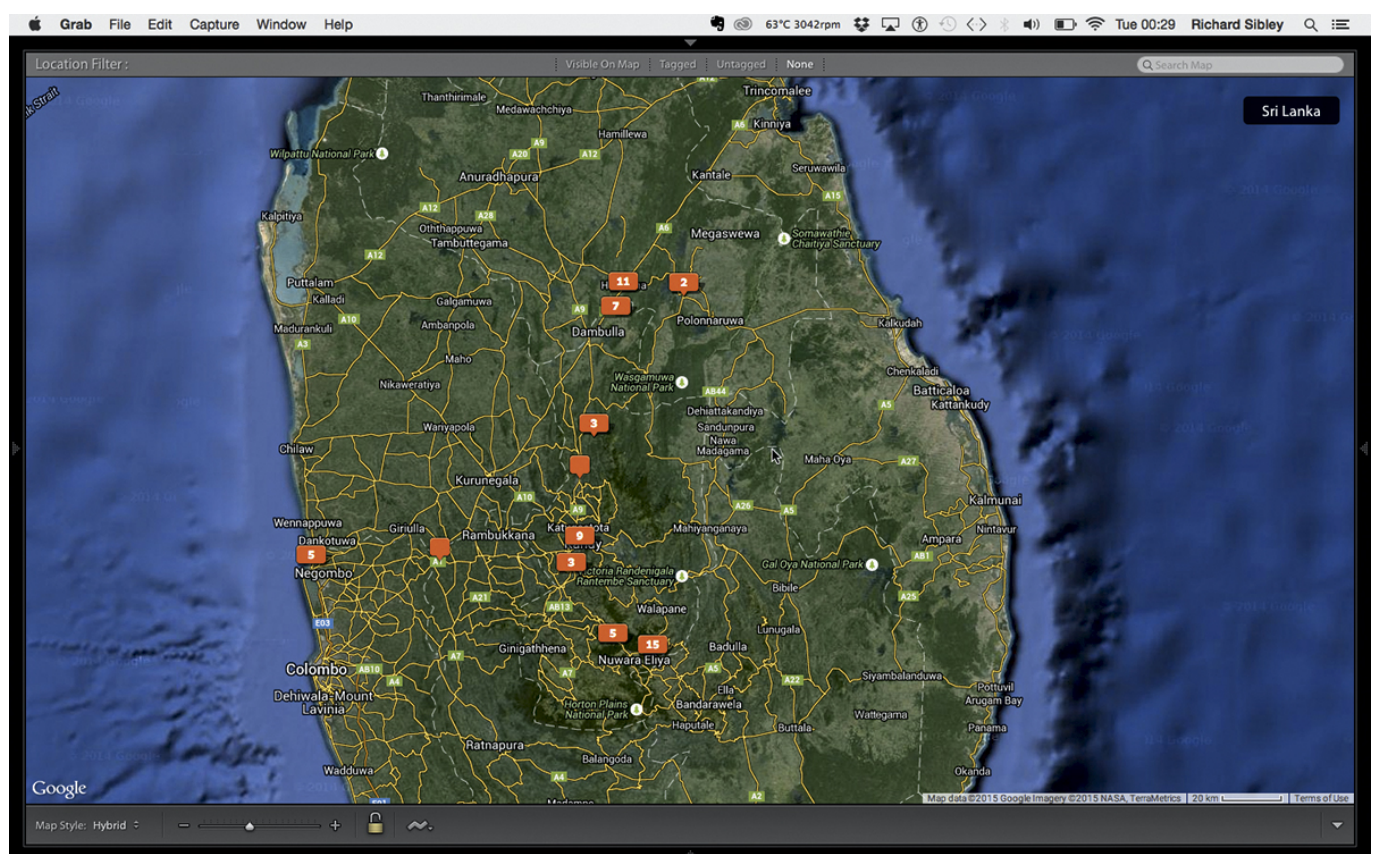 Grab File Edit Capture Window Help 63°C 3042rpm Tue 00:29 Richard Sibley
Location Filter : Visible On Map Tagged Untagged None Search Map
Sri Lanka
Trincomalee
Thanthirimale
Medawachchiya
A12
Kinniya
A6
Hamillewa
A9
Wilpattu National Park
A20
A12
Anuradhapura
Kantale
Seruwawila
A15
Kalpitiya
A12
A28
Oththappuwa
Tambuttegama
A6
Megaswewa
Somawathie
Chaitiya Sanctuary
A12
Puttalam
11
2
Kalladi
Galgamuwa
7
A9
A10
Madurankuli
Ambanpola
Dambulla
Polonnaruwa
Kalkudah
A3
Maho
Chenkaladi
Nikaweratiya
Wasgamuwa
National Park
AB44
Batticaloa
Kattankudy
A5
Dehiattakandiya
Wariyapola
3
Sandunpura
Nawa
Madagama
Chilaw
Maha Oya
A27
Kurunegala
A10
A9
A26
A5
Kalmunai
Wennappuwa
Giriulla
Rambukkana
9
Mahiyanganaya
Nintavur
Dankotuwa
Ampara
5
3
AB1
Negombo
Randenigala
Rantembe Sanctuary
Gal Oya National Park
Bibile
A21
AB13
A25
Walapane
E03
5
15
Lunugala
Ginigathhena
Badulla
A7
Nuwara Eliya
Colombo
AB10
A4
A7
A5
A22
Siyambalanduwa
Dehiwala-Mount
Lavinia
Ella
Pottuvil
Arugam Bay
Horton Plains
National Park
Bandarawela
Wattegama
Haputale
Buttala
Panama
Ratnapura
Balangoda
Wadduwa
A4
Okanda
Google
A2
Map data ©2015 Google Imagery ©2015 NASA, TerraMetrics 20 km Terms of Use
Map Style: Hybrid